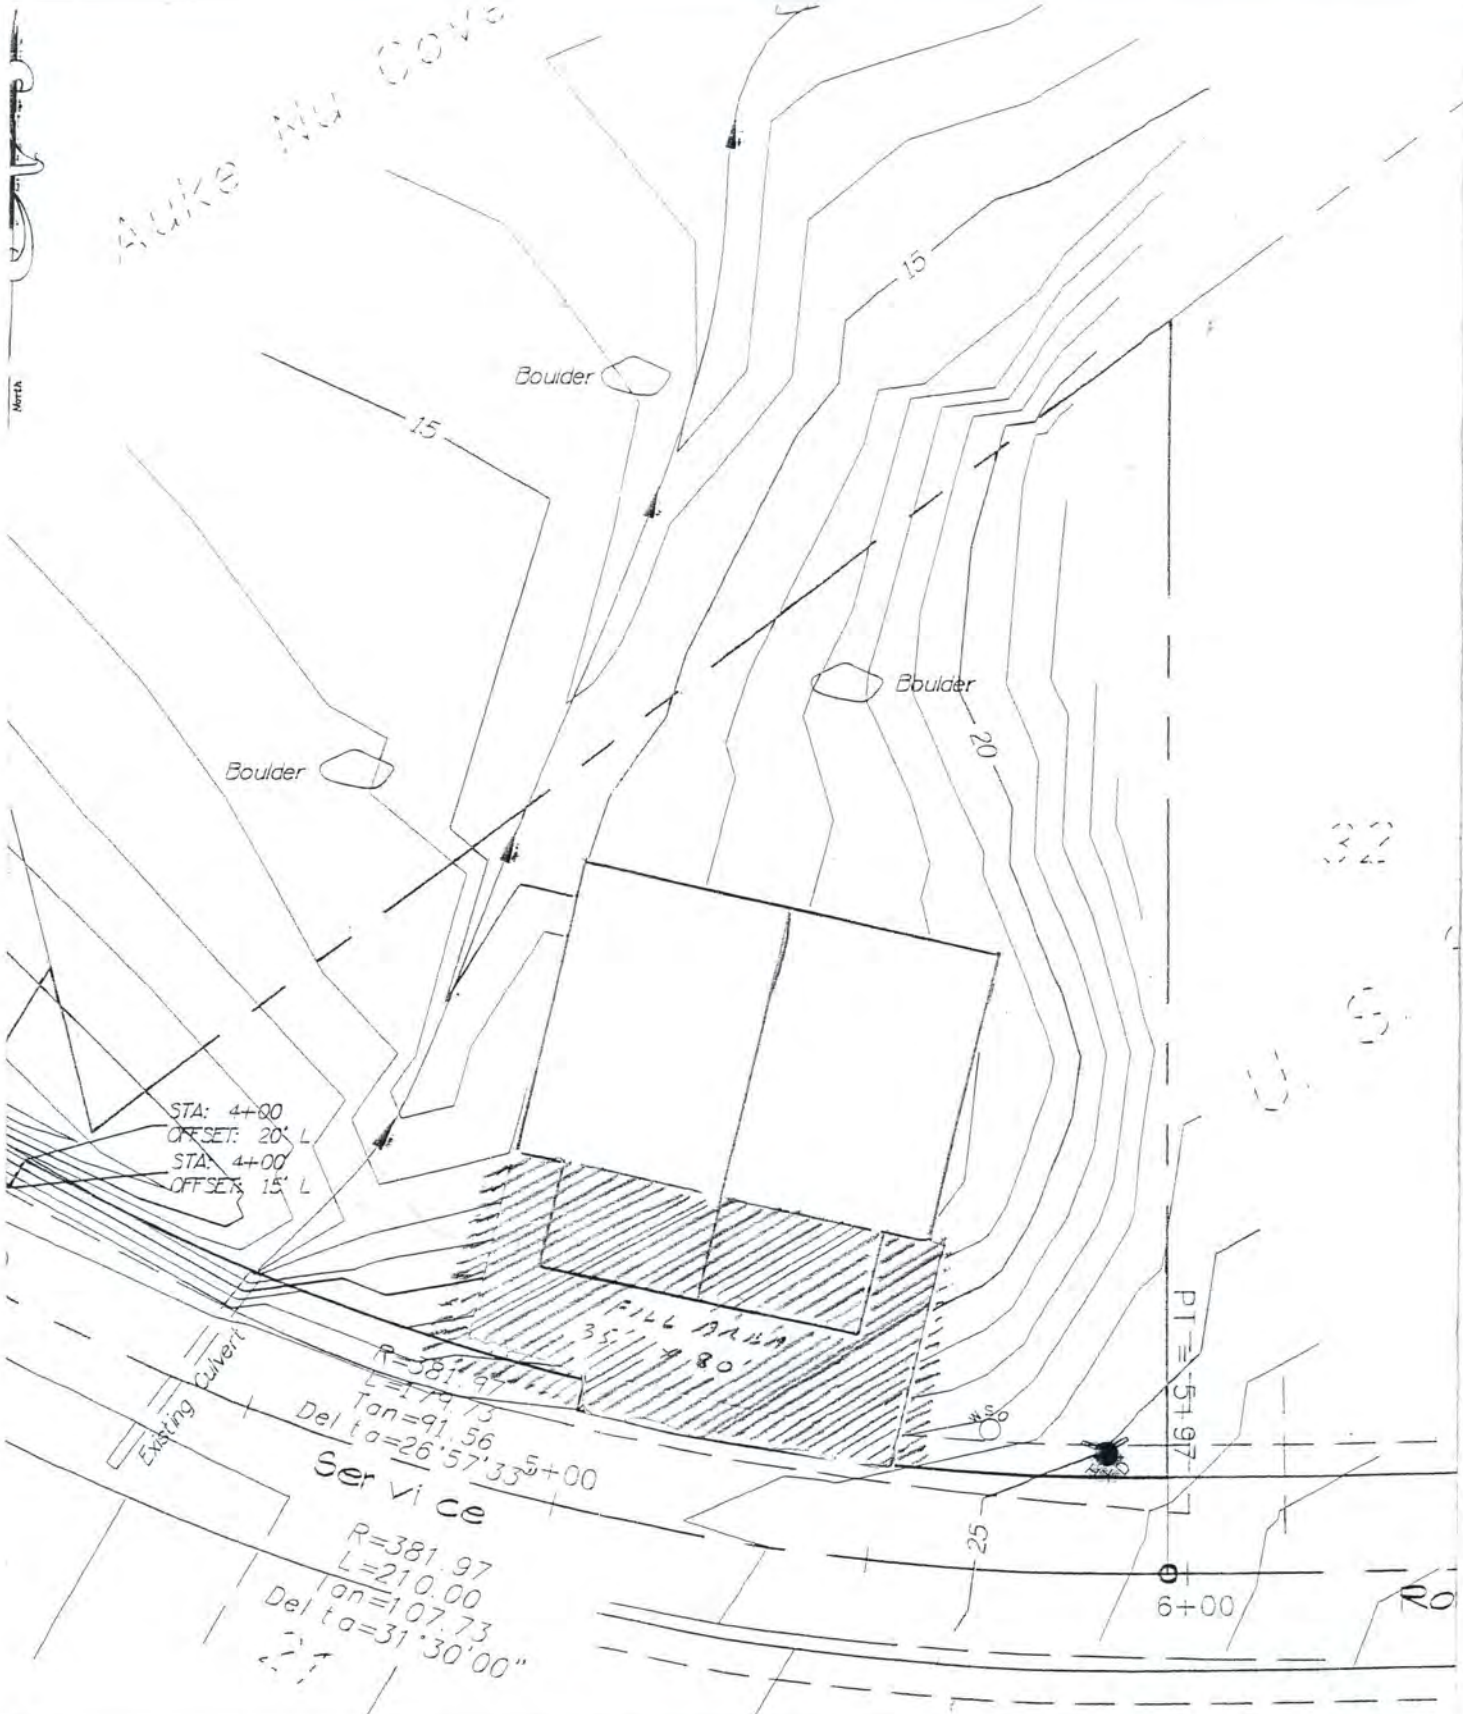 Auke Nu Cove
North
15
Boulder
15
Boulder
20
Boulder
32
U. S.
STA: 4+00
OFFSET: 20' L
STA: 4+00
OFFSET: 15' L
FILL AREA
35' * 80'
Existing Culvert
R=381.97
L=179.73
Tan=91.56
Delta=26°57'33"
5+00
Service
R=381.97
L=210.00
Tan=107.73
Delta=31°30'00"
WSO
PT = 5+97.17
25
6+00